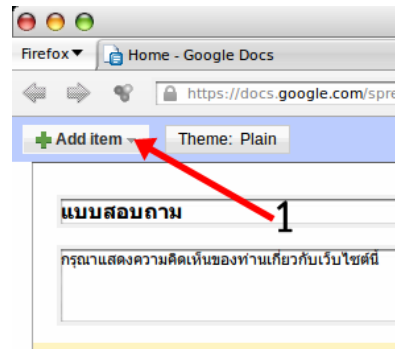 Firefox
Home - Google Docs
https://docs.google.com/spre
Add item
Theme: Plain
แบบสอบถาม
1
กรุณาแสดงความคิดเห็นของท่านเกี่ยวกับเว็บไซต์นี้